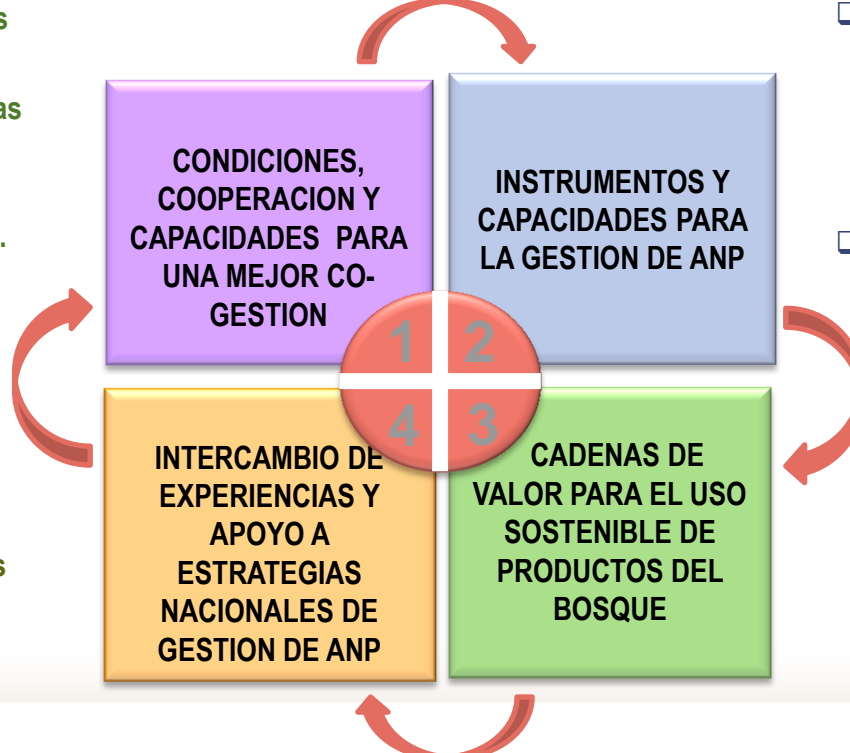 s
as
.
s
CONDICIONES,
COOPERACION Y
CAPACIDADES PARA
UNA MEJOR CO-
GESTION
INSTRUMENTOS Y
CAPACIDADES PARA
LA GESTION DE ANP
1 2
4 3
INTERCAMBIO DE
EXPERIENCIAS Y
APOYO A
ESTRATEGIAS
NACIONALES DE
GESTION DE ANP
CADENAS DE
VALOR PARA EL USO
SOSTENIBLE DE
PRODUCTOS DEL
BOSQUE